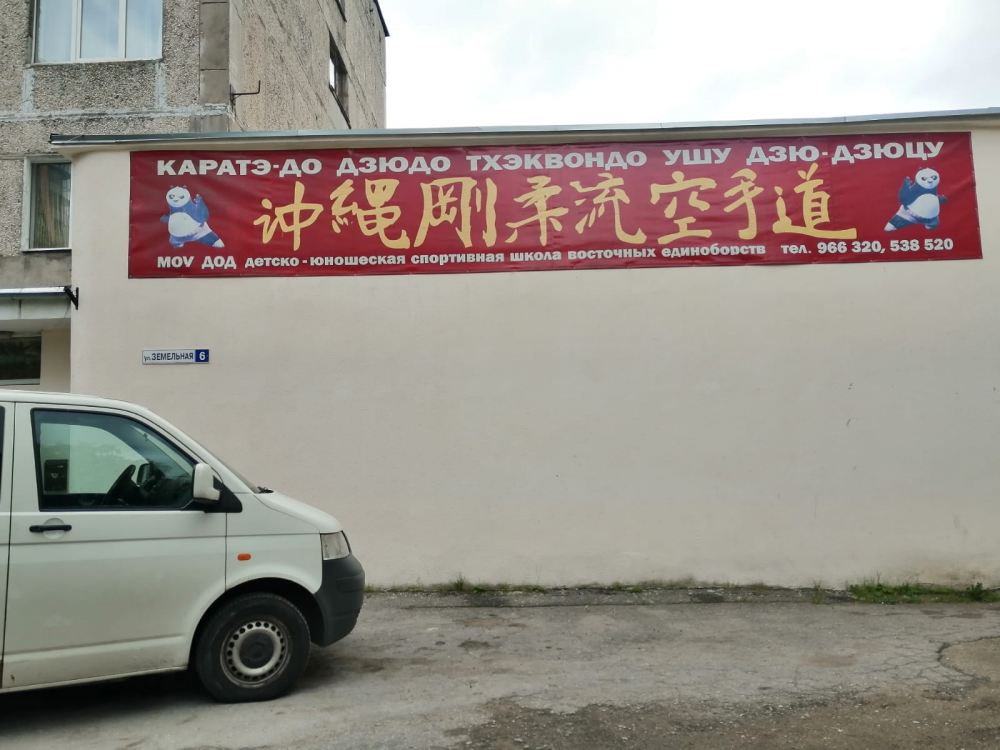 КАРАТЭ-ДО ДЗЮДО ТХЭКВОНДО УШУ ДЗЮ-ДЗЮЦУ
沖縄剛柔流空手道
МОУ ДОД детско-юношеская спортивная школа восточных единоборств тел. 966 320, 538 520
ул. ЗЕМЕЛЬНАЯ 6